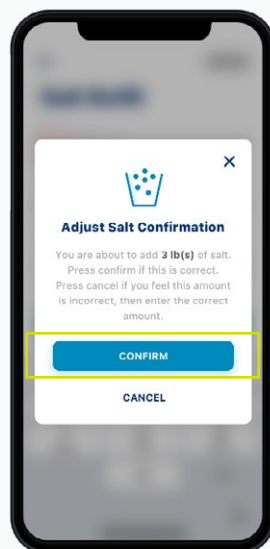 Adjust Salt Confirmation
You are about to add 3 lb(s) of salt.
Press confirm if this is correct.
Press cancel if you feel this amount
is incorrect, then enter the correct
amount.
CONFIRM
CANCEL